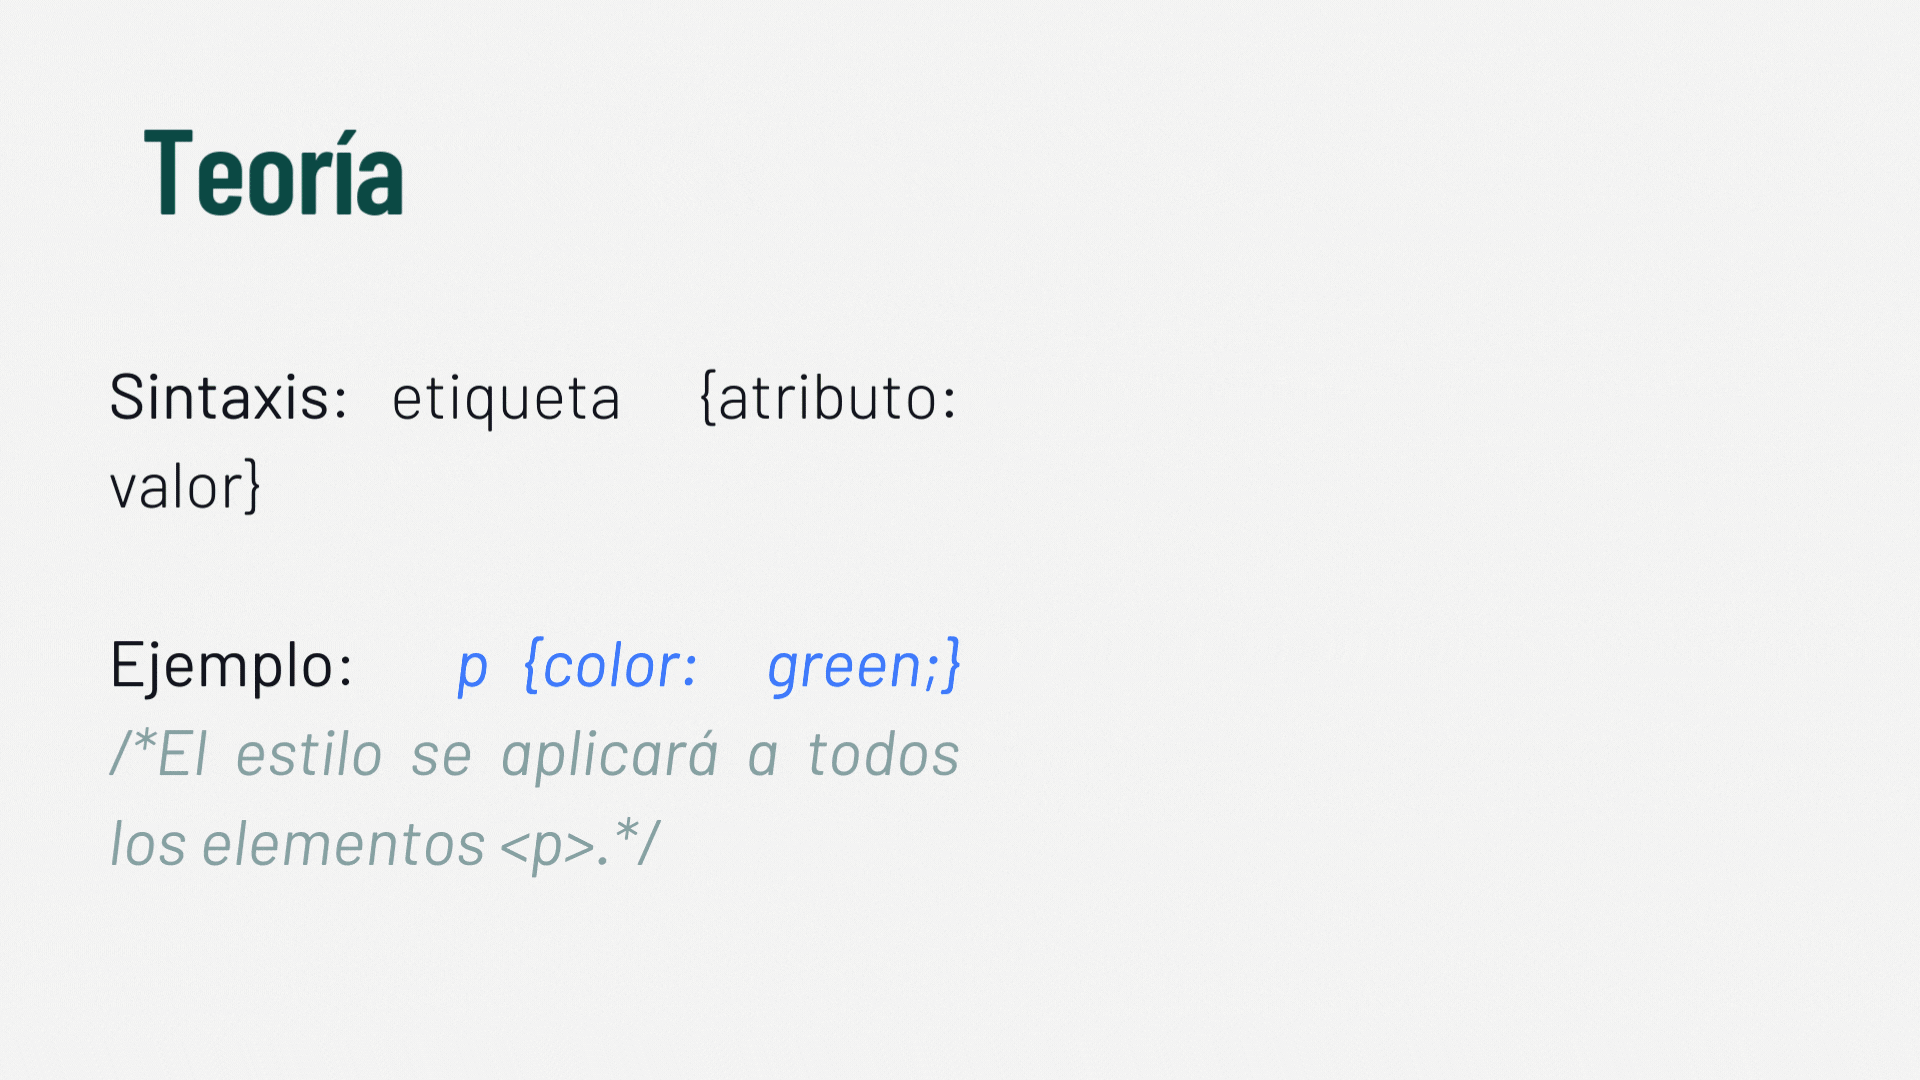 Teoría
Sintaxis: etiqueta {atributo:
valor}
Ejemplo: p {color: green;}
/*El estilo se aplicará a todos
los elementos <p>.*/